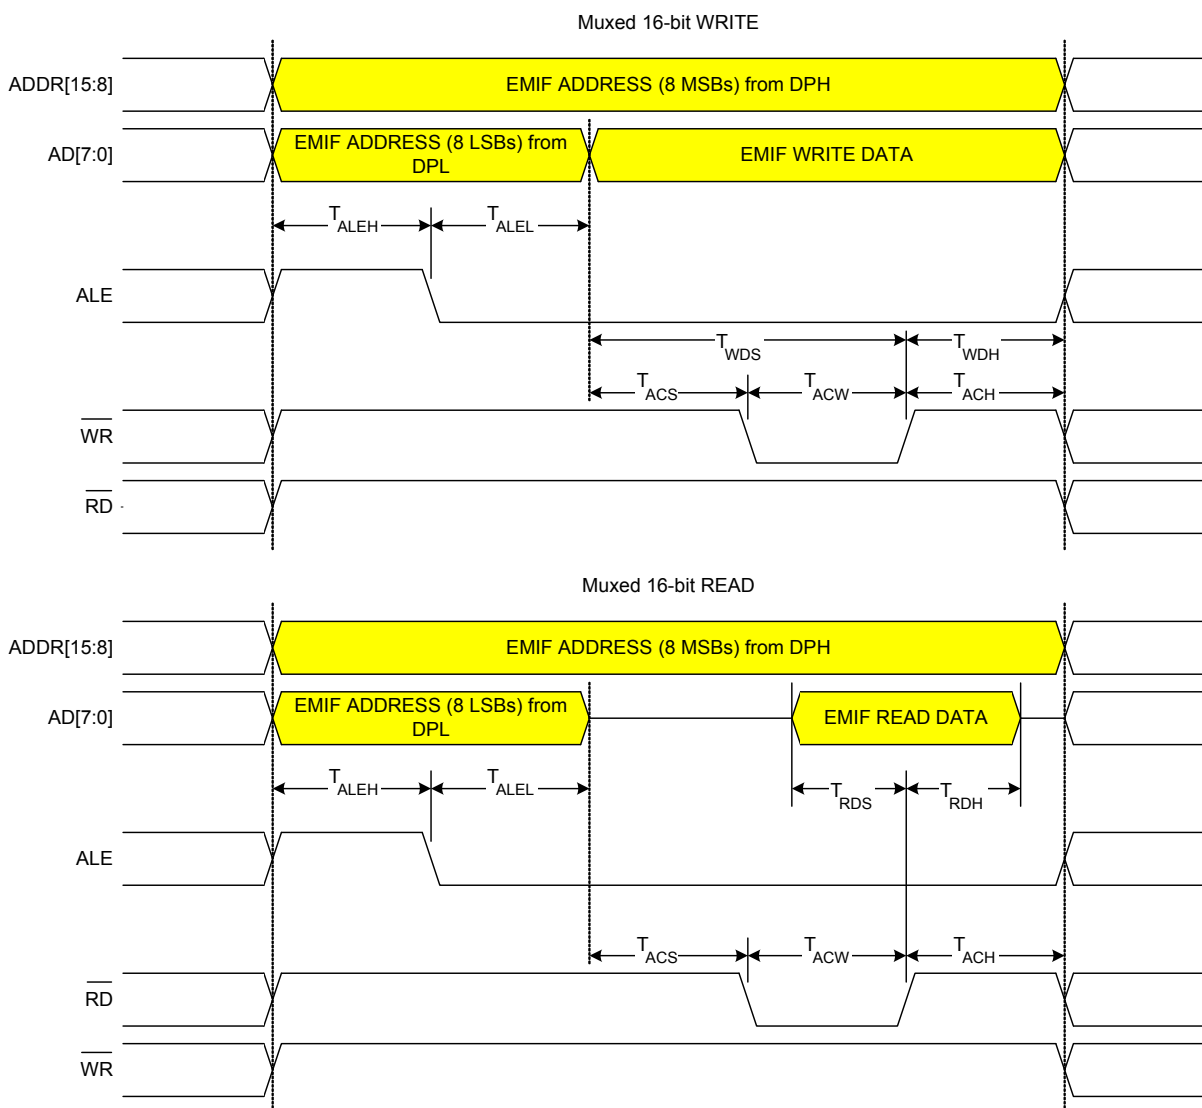 Muxed 16-bit WRITE
ADDR[15:8]
EMIF ADDRESS (8 MSBs) from DPH
AD[7:0]
EMIF ADDRESS (8 LSBs) from
DPL
EMIF WRITE DATA
TALEH
TALEL
ALE
TWDS
TWDH
TACS
TACW
TACH
WR
RD
Muxed 16-bit READ
ADDR[15:8]
EMIF ADDRESS (8 MSBs) from DPH
AD[7:0]
EMIF ADDRESS (8 LSBs) from
DPL
EMIF READ DATA
TALEH
TALEL
TRDS
TRDH
ALE
TACS
TACW
TACH
RD
WR